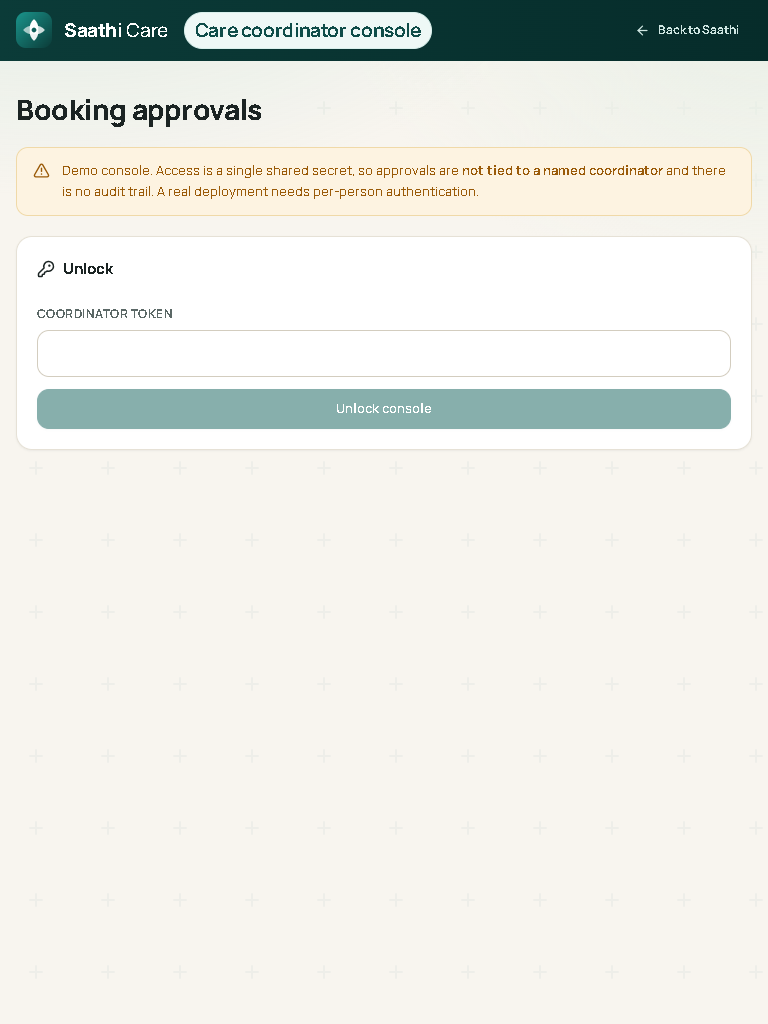 Saathi Care
Care coordinator console
Back to Saathi
Booking approvals
Demo console. Access is a single shared secret, so approvals are not tied to a named coordinator and there
is no audit trail. A real deployment needs per-person authentication.
Unlock
COORDINATOR TOKEN
Unlock console